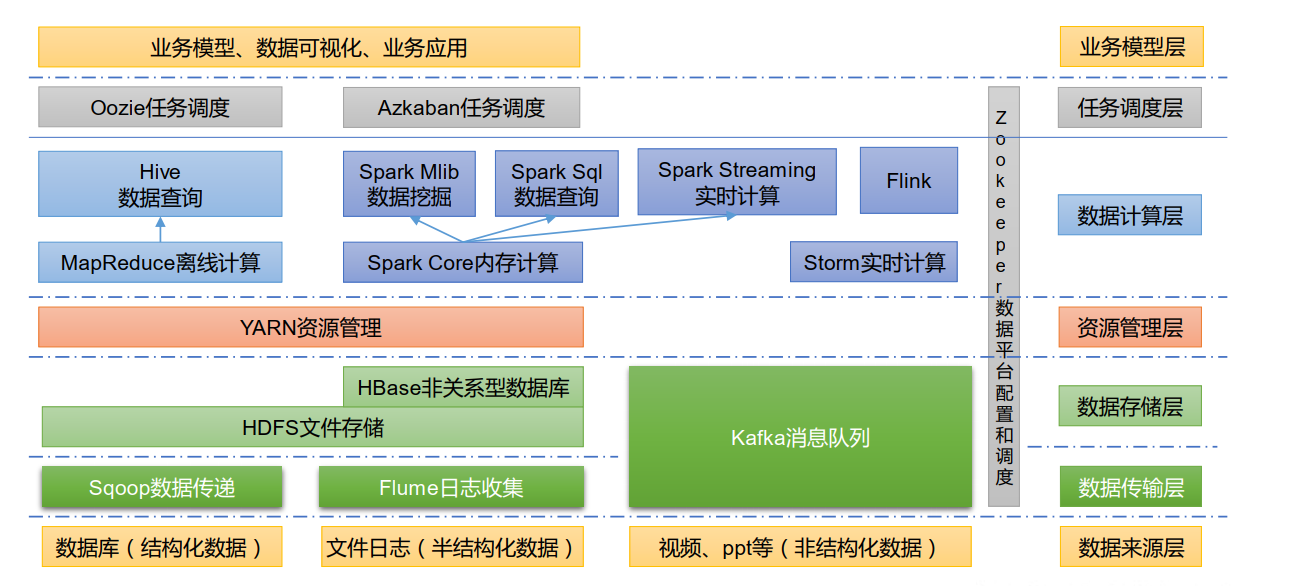 业务模型、数据可视化、业务应用
业务模型层
Oozie任务调度
Azkaban任务调度
任务调度层
Hive
数据查询
Spark Mlib
数据挖掘
Spark Sql
数据查询
Spark Streaming
实时计算
Flink
数据计算层
MapReduce离线计算
Spark Core内存计算
Storm实时计算
YARN资源管理
资源管理层
HBase非关系型数据库
HDFS文件存储
Kafka消息队列
数据存储层
Sqoop数据传递
Flume日志收集
数据传输层
Zookeeper数据平台配置和调度
数据库（结构化数据）
文件日志（半结构化数据）
视频、ppt等（非结构化数据）
数据来源层